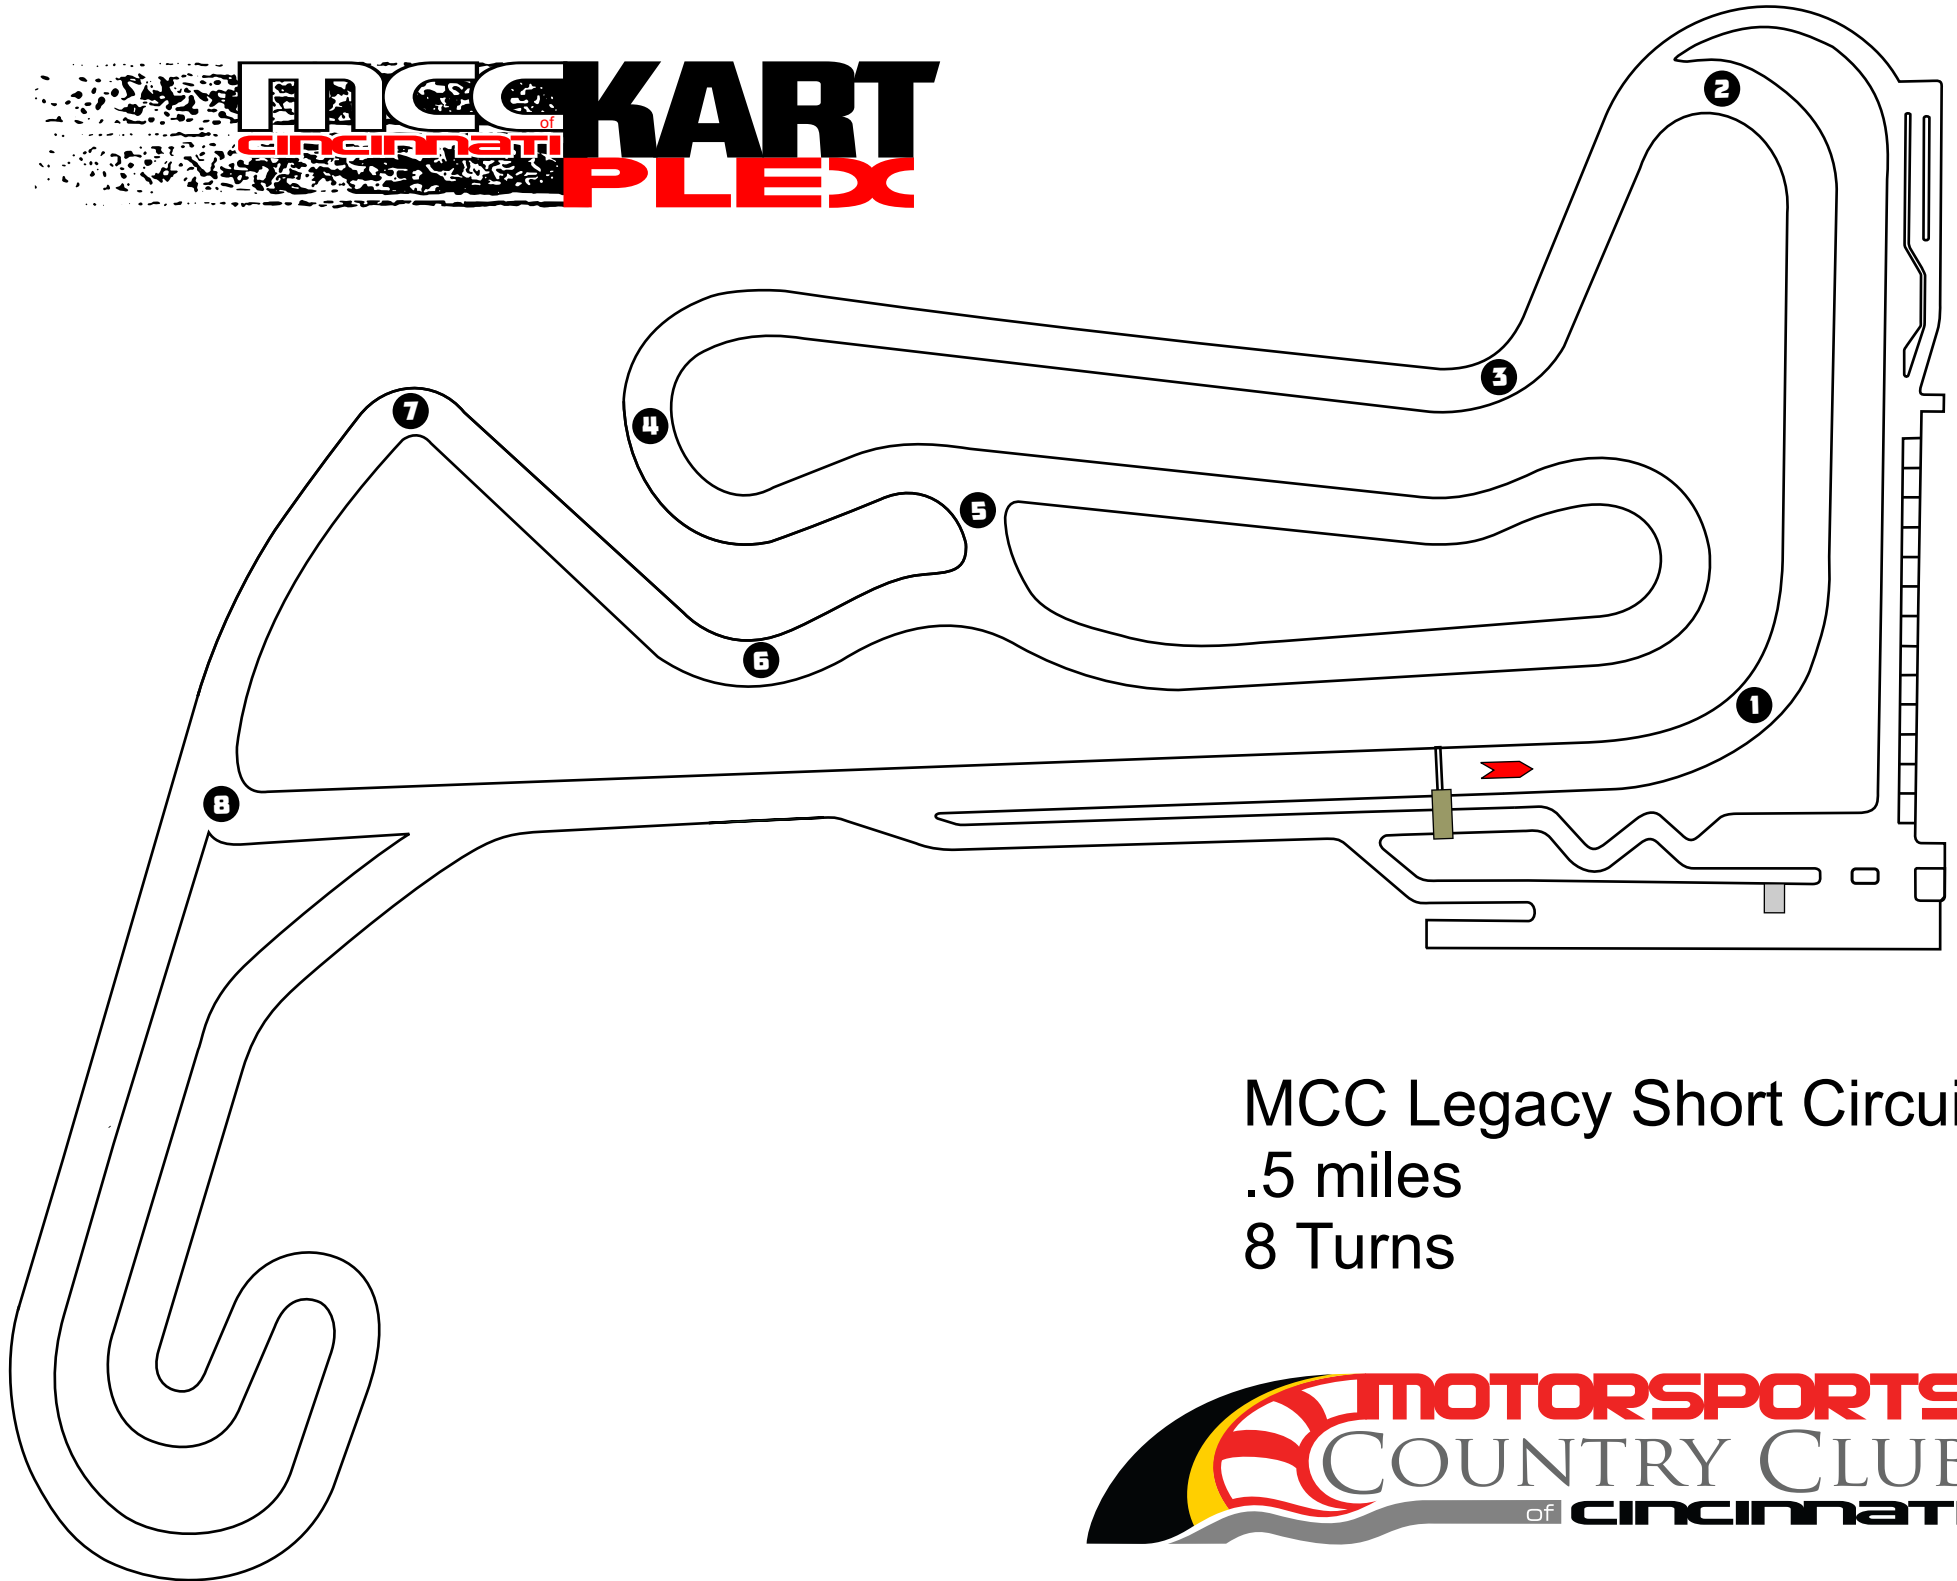 mcc KART
of
cincinnati PLEX
2
3
7
4
5
6
1
8
MCC Legacy Short Circui
.5 miles
8 Turns
MOTORSPORTS
COUNTRY CLUB
of cincinnati